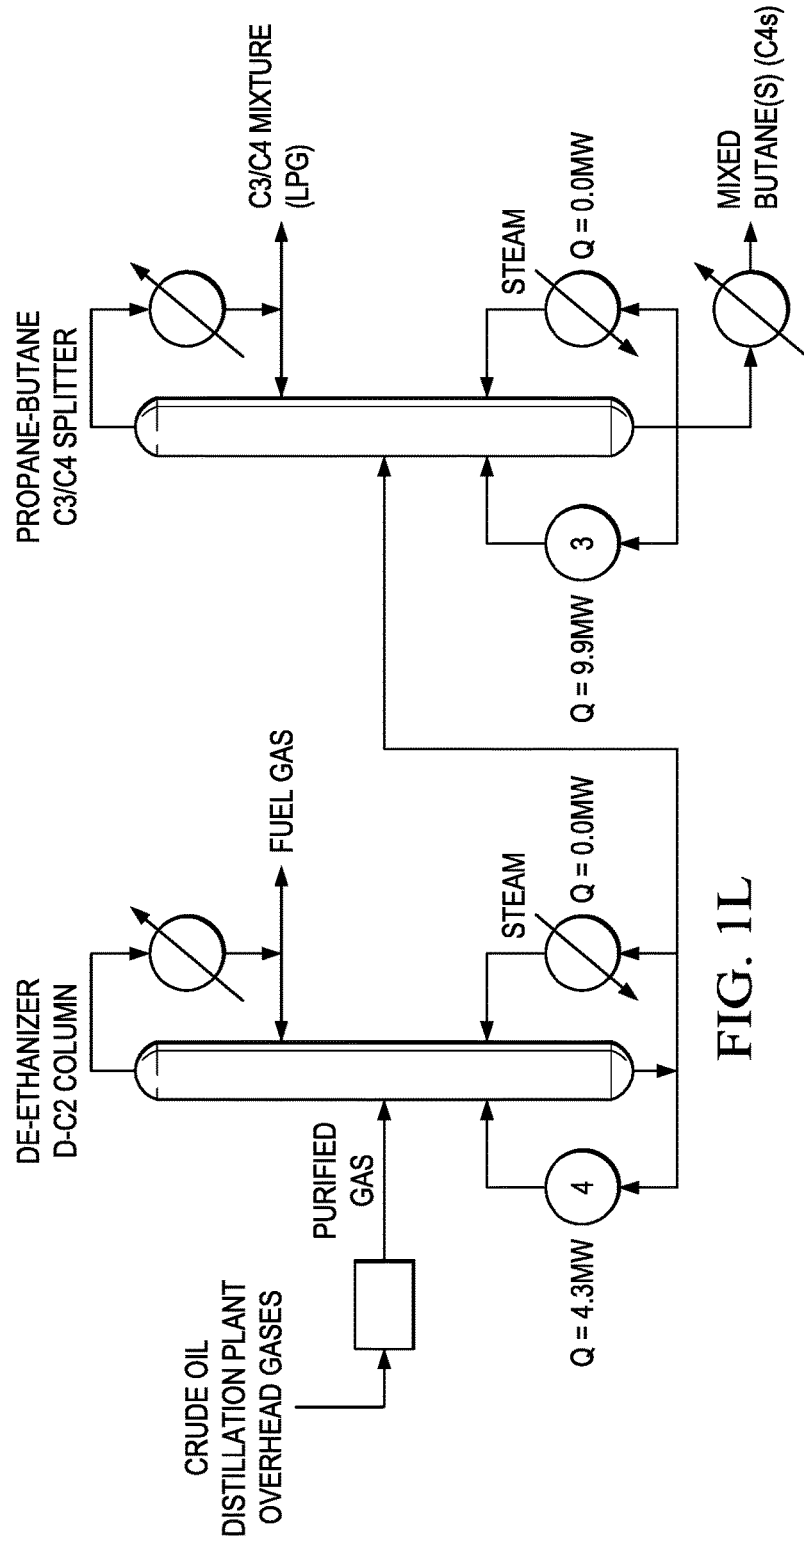 DE-ETHANIZER
D-C2 COLUMN
PROPANE-BUTANE
C3/C4 SPLITTER
CRUDE OIL
DISTILLATION PLANT
OVERHEAD GASES
PURIFIED
GAS
FUEL GAS
C3/C4 MIXTURE
(LPG)
4
Q = 4.3MW
STEAM
Q = 0.0MW
3
Q = 9.9MW
STEAM
Q = 0.0MW
MIXED
BUTANE(S) (C4s)
FIG. 1L